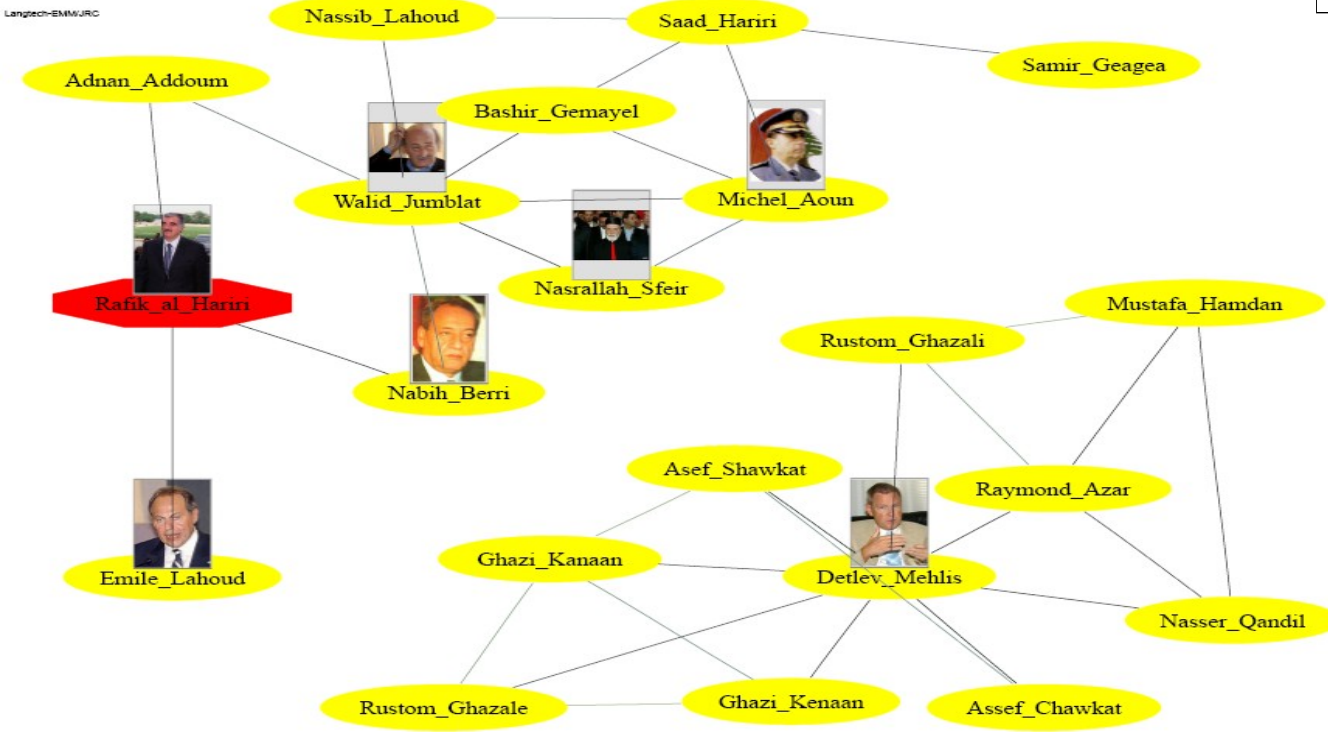 Langtech-EMM/JRC
Nassib_Lahoud
Saad_Hariri
Samir_Geagea
Adnan_Addoum
Bashir_Gemayel
Walid_Jumblat
Michel_Aoun
Nasrallah_Sfeir
Rafik_al_Hariri
Mustafa_Hamdan
Rustom_Ghazali
Nabih_Berri
Asef_Shawkat
Raymond_Azar
Ghazi_Kanaan
Emile_Lahoud
Detlev_Mehlis
Nasser_Qandil
Rustom_Ghazale
Ghazi_Kenaan
Assef_Chawkat